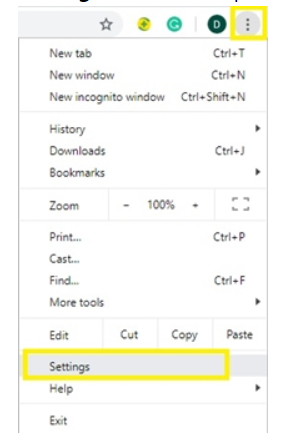 D
New tab Ctrl+T
New window Ctrl+N
New incognito window Ctrl+Shift+N
History
Downloads Ctrl+J
Bookmarks
Zoom - 100% +
Print... Ctrl+P
Cast...
Find... Ctrl+F
More tools
Edit Cut Copy Paste
Settings
Help
Exit